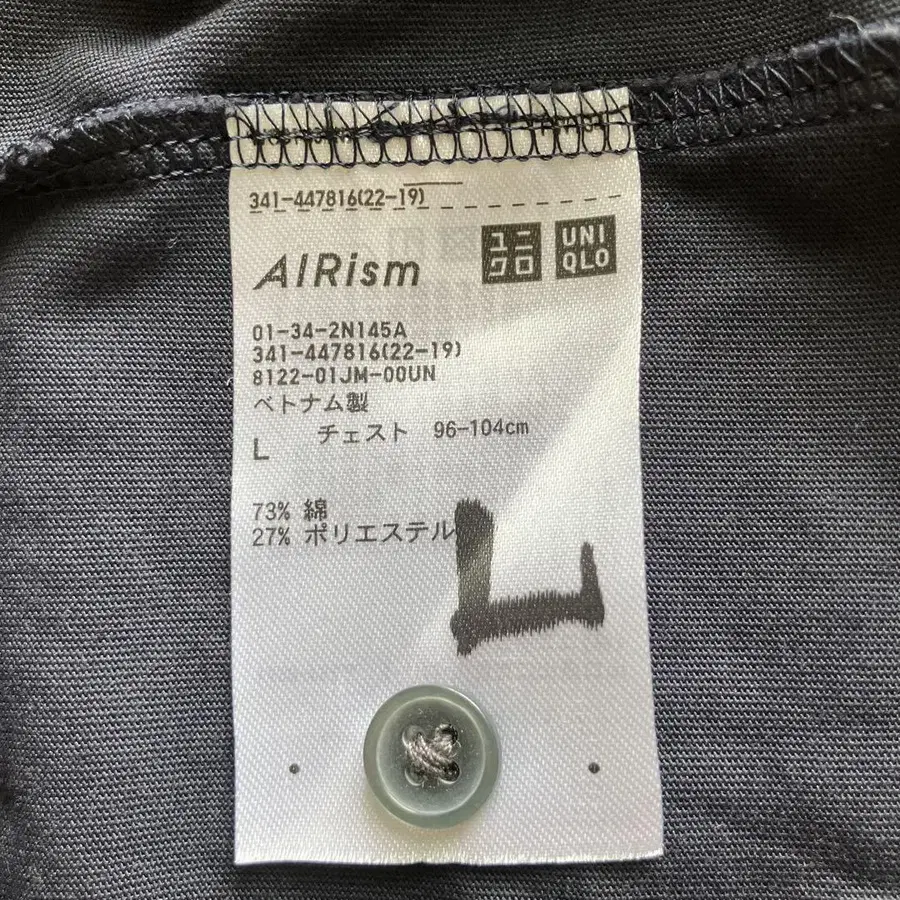 341-447816(22-19)
AIRism
ユニ
クロ
UNI
QLO
01-34-2N145A
341-447816(22-19)
8122-01JM-00UN
ベトナム製
L チェスト 96-104cm
73% 綿
27% ポリエステル
L